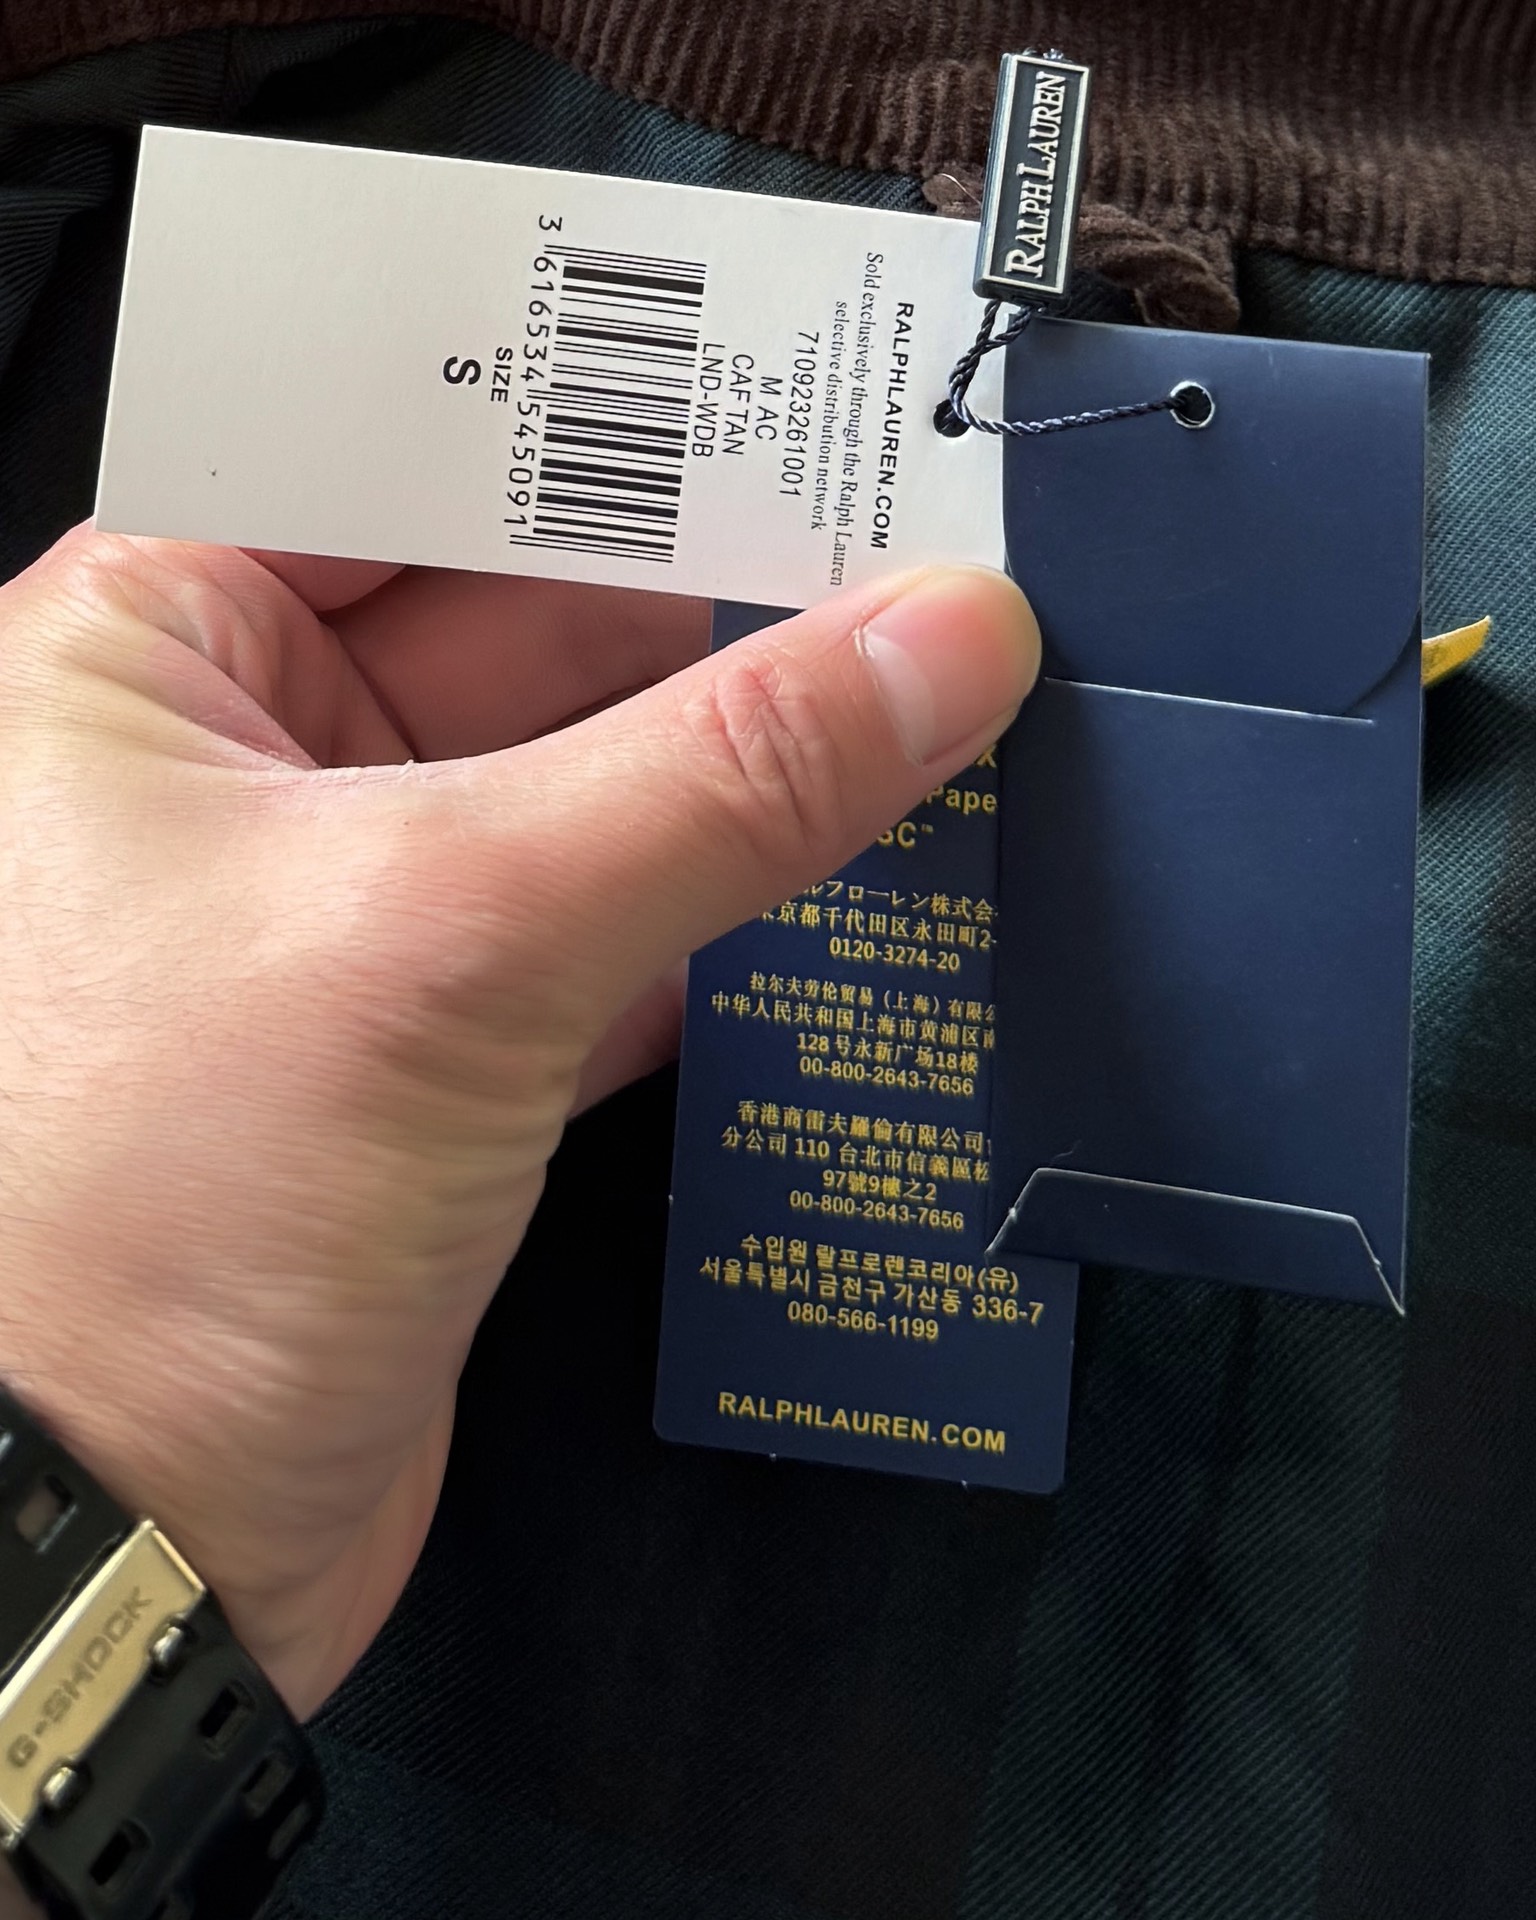 RALPH LAUREN
RALPHLAUREN.COM
Sold exclusively through the Ralph Lauren
selective distribution network
710923261001
M AC
CAFTAN
LND-WDB
3 616534 545091
SIZE
S
0120-3274-20
拉尔夫劳伦贸易（上海）有限
中华人民共和国上海市黄浦区
128号永新广场18楼
00-800-2643-7656
香港商雷夫羅倫有限公司
分公司 110 台北市信義區松
97號9樓之2
00-800-2643-7656
수입원 랄프로렌코리아(유)
서울특별시 금천구 가산동 336-7
080-566-1199
RALPHLAUREN.COM
G-SHOCK